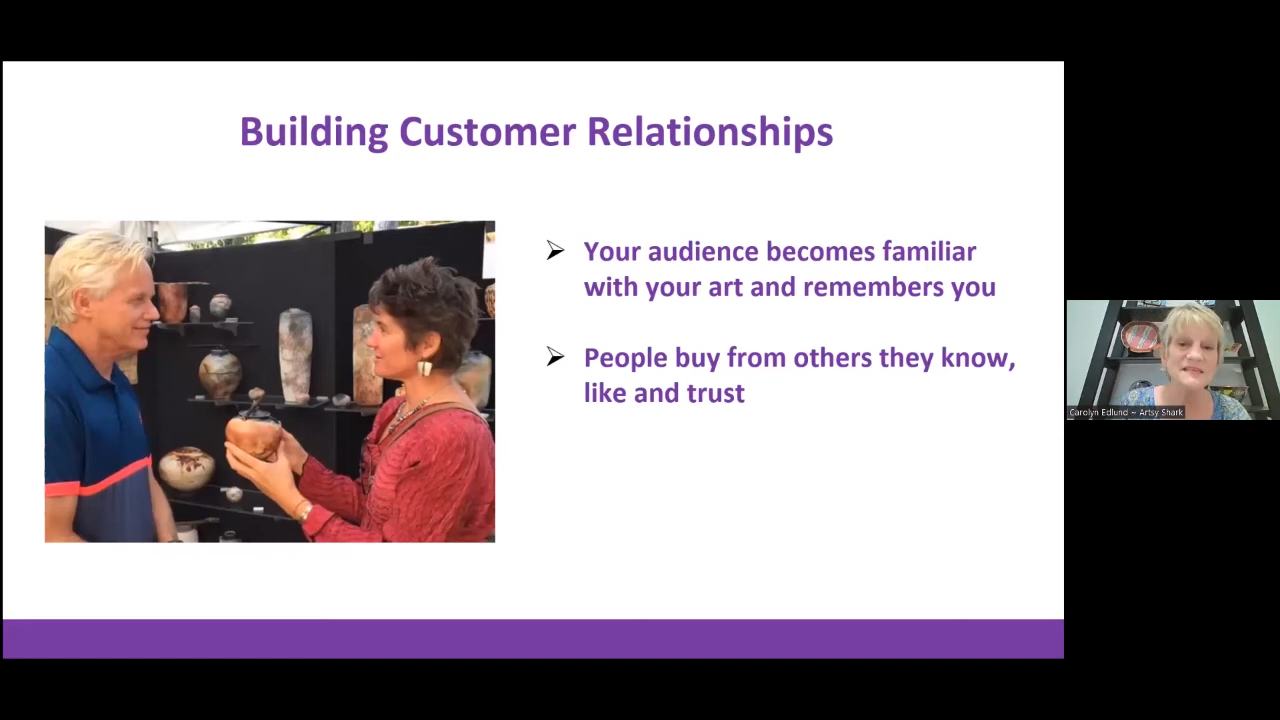 Building Customer Relationships
Your audience becomes familiar
with your art and remembers you
People buy from others they know,
like and trust
Carolyn Edlund ~ Artsy Shark